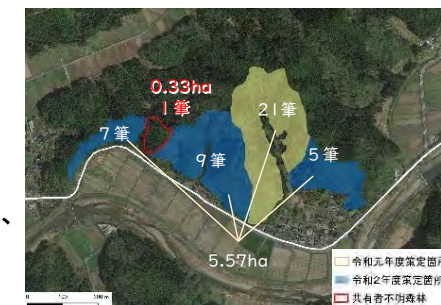 0.33ha
1筆
21筆
7筆
9筆
5筆
5.57ha
、
令和元年度策定箇所
令和2年度策定箇所
共有者不明森林
0